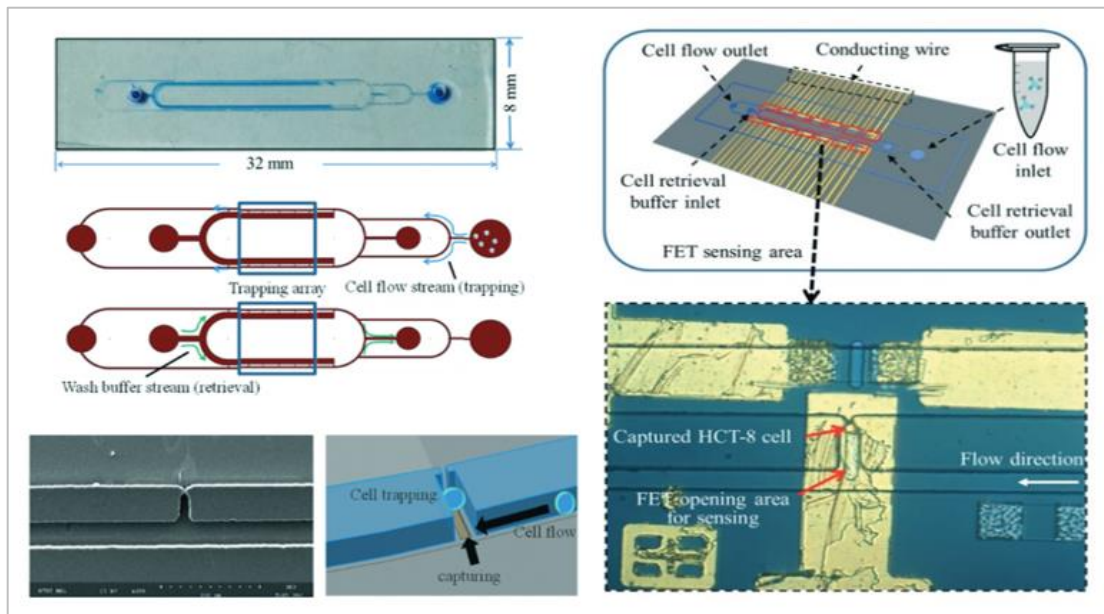 8 mm
32 mm
Trapping array
Cell flow stream (trapping)
Wash buffer stream (retrieval)
Cell trapping
Cell flow
capturing
Cell flow outlet
Conducting wire
Cell flow
inlet
Cell retrieval
buffer inlet
Cell retrieval
buffer outlet
FET sensing
area
Captured HCT-8 cell
Flow direction
FET opening area
for sensing